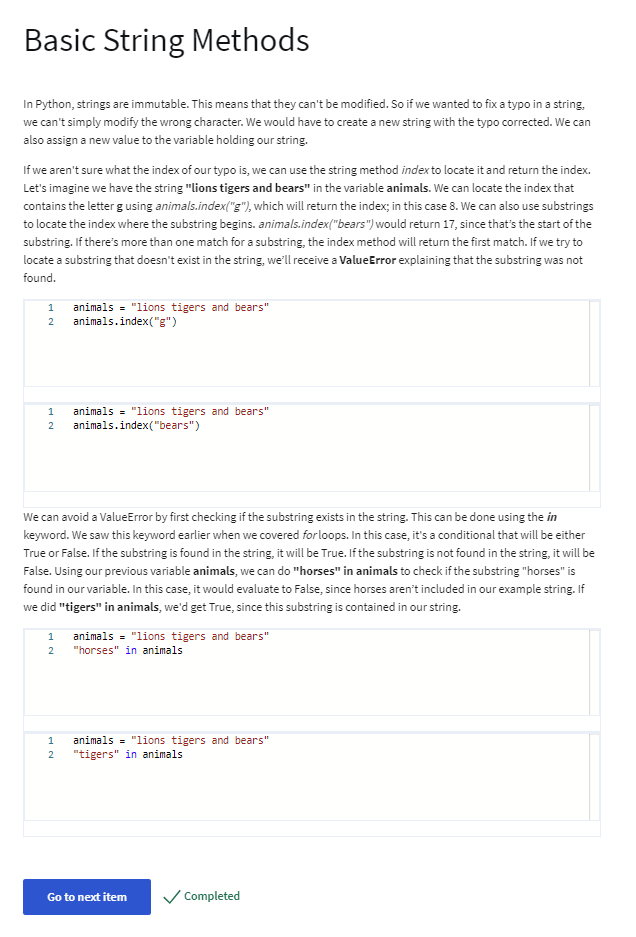 Basic String Methods
In Python, strings are immutable. This means that they can't be modified. So if we wanted to fix a typo in a string,
we can't simply modify the wrong character. We would have to create a new string with the typo corrected. We can
also assign a new value to the variable holding our string.
If we aren't sure what the index of our typo is, we can use the string method index to locate it and return the index.
Let's imagine we have the string "lions tigers and bears" in the variable animals. We can locate the index that
contains the letter g using animals.index("g"), which will return the index; in this case 8. We can also use substrings
to locate the index where the substring begins. animals.index("bears") would return 17, since that's the start of the
substring. If there's more than one match for a substring, the index method will return the first match. If we try to
locate a substring that doesn't exist in the string, we'll receive a ValueError explaining that the substring was not
found.
1 animals = "lions tigers and bears"
2 animals.index("g")
1 animals = "lions tigers and bears"
2 animals.index("bears")
We can avoid a ValueError by first checking if the substring exists in the string. This can be done using the in
keyword. We saw this keyword earlier when we covered for loops. In this case, it's a conditional that will be either
True or False. If the substring is found in the string, it will be True. If the substring is not found in the string, it will be
False. Using our previous variable animals, we can do "horses" in animals to check if the substring "horses" is
found in our variable. In this case, it would evaluate to False, since horses aren't included in our example string. If
we did "tigers" in animals, we'd get True, since this substring is contained in our string.
1 animals = "lions tigers and bears"
2 "horses" in animals
1 animals = "lions tigers and bears"
2 "tigers" in animals
Go to next item Completed